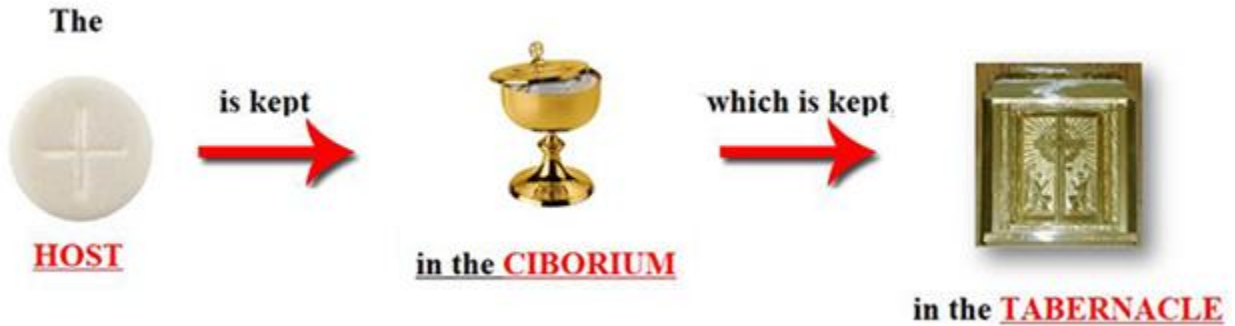 The
HOST
is kept
in the CIBORIUM
which is kept
in the TABERNACLE